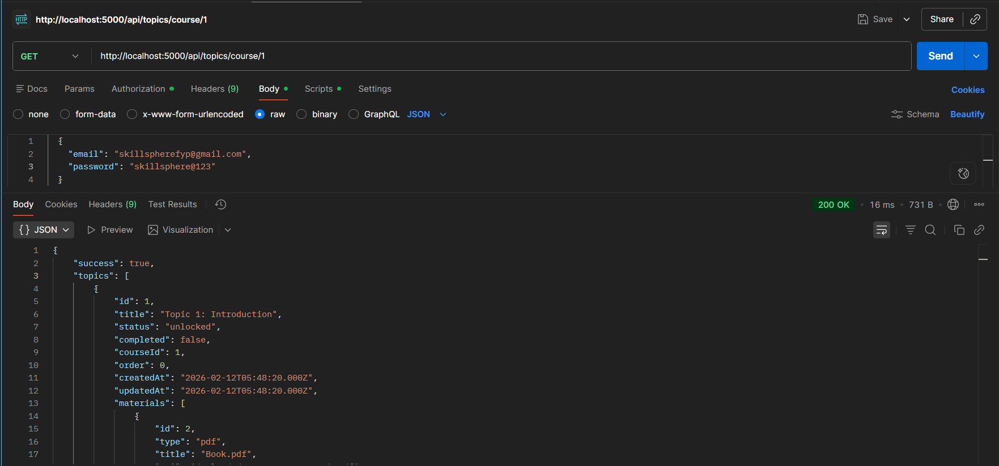 HTTP http://localhost:5000/api/topics/course/1 Save Share
GET http://localhost:5000/api/topics/course/1 Send
Docs Params Authorization Headers (9) Body Scripts Settings Cookies
none form-data x-www-form-urlencoded raw binary GraphQL JSON Schema Beautify
1 {
2 "email": "skillspherefyp@gmail.com",
3 "password": "skillsphere@123"
4 }
Body Cookies Headers (9) Test Results 200 OK 16 ms 731 B
{} JSON Preview Visualization
1 {
2 "success": true,
3 "topics": [
4 {
5 "id": 1,
6 "title": "Topic 1: Introduction",
7 "status": "unlocked",
8 "completed": false,
9 "courseId": 1,
10 "order": 0,
11 "createdAt": "2026-02-12T05:48:20.000Z",
12 "updatedAt": "2026-02-12T05:48:20.000Z",
13 "materials": [
14 {
15 "id": 2,
16 "type": "pdf",
17 "title": "Book.pdf",